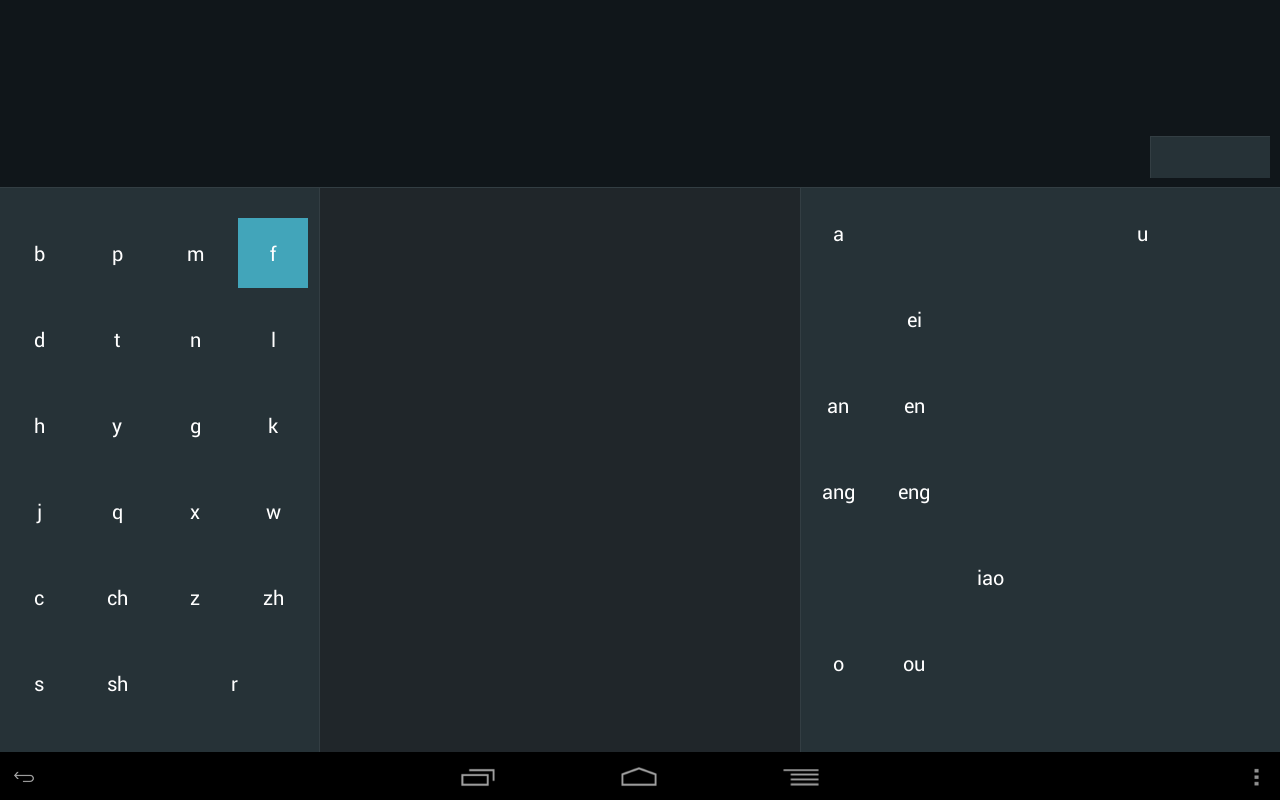 b p m f
d t n l
h y g k
j q x w
c ch z zh
s sh r
a u
ei
an en
ang eng
iao
o ou